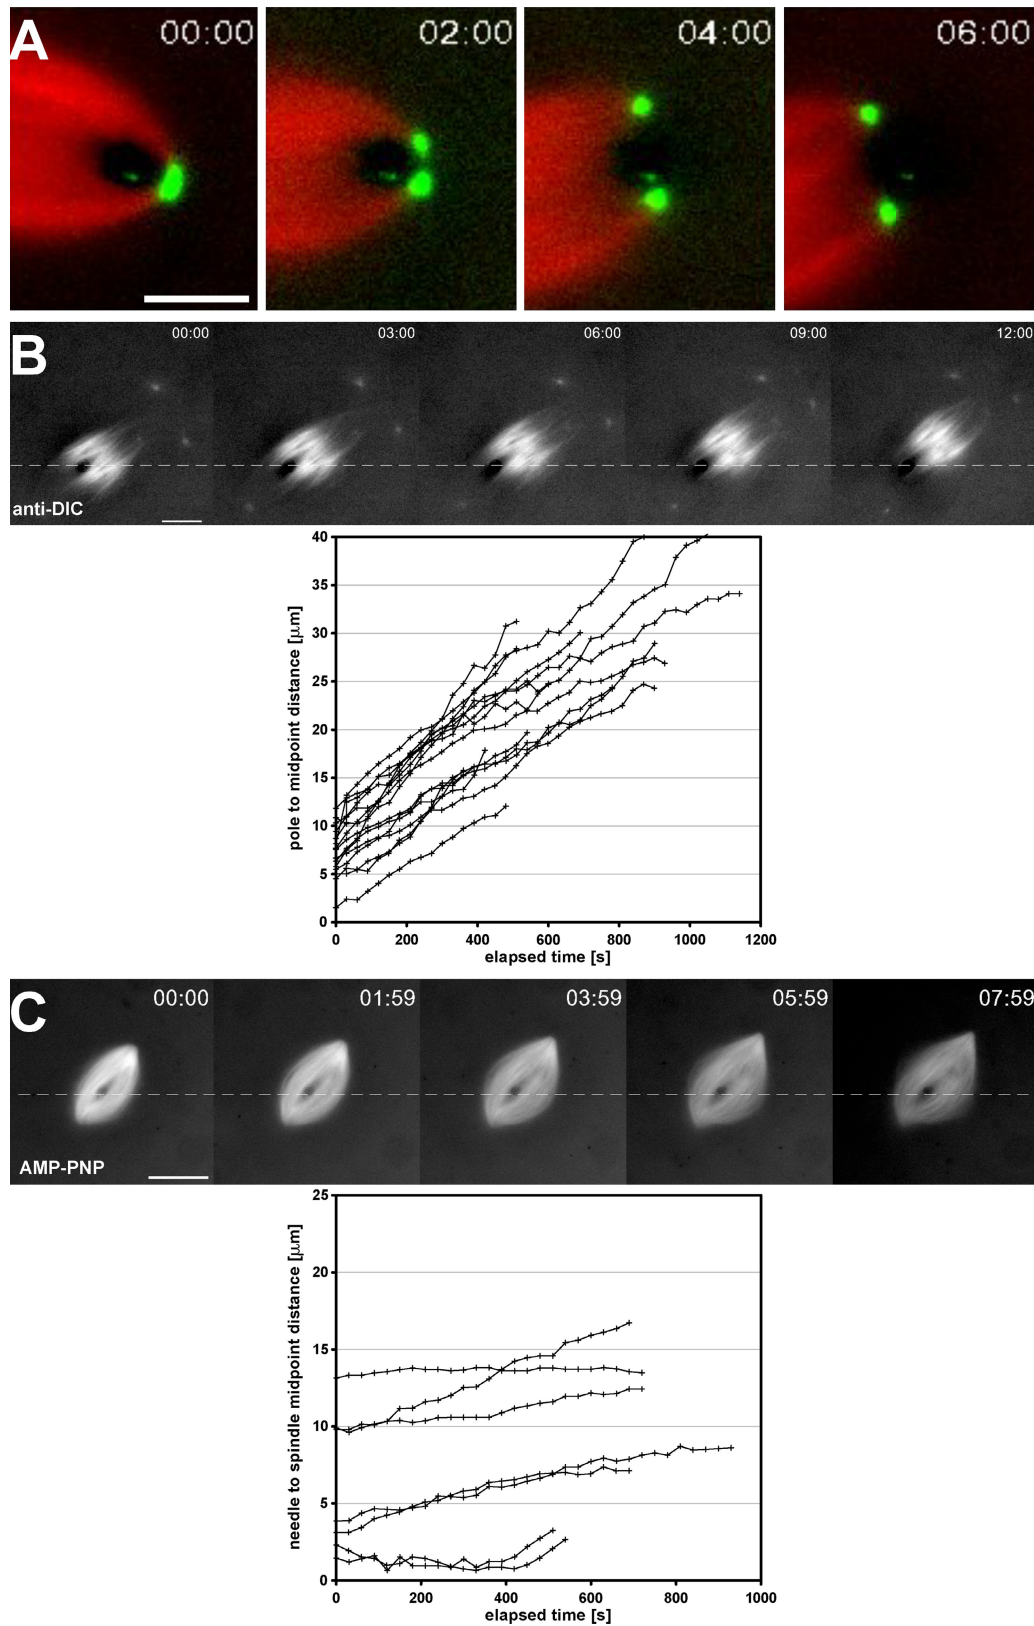 A
00:00 02:00 04:00 06:00
B
00:00 03:00 06:00 09:00 12:00
anti-DIC
40
35
30
25
20
15
10
5
0
pole to midpoint distance [µm]
0 200 400 600 800 1000 1200
elapsed time [s]
C
00:00 01:59 03:59 05:59 07:59
AMP-PNP
25
20
15
10
5
0
needle to spindle midpoint distance [µm]
0 200 400 600 800 1000
elapsed time [s]